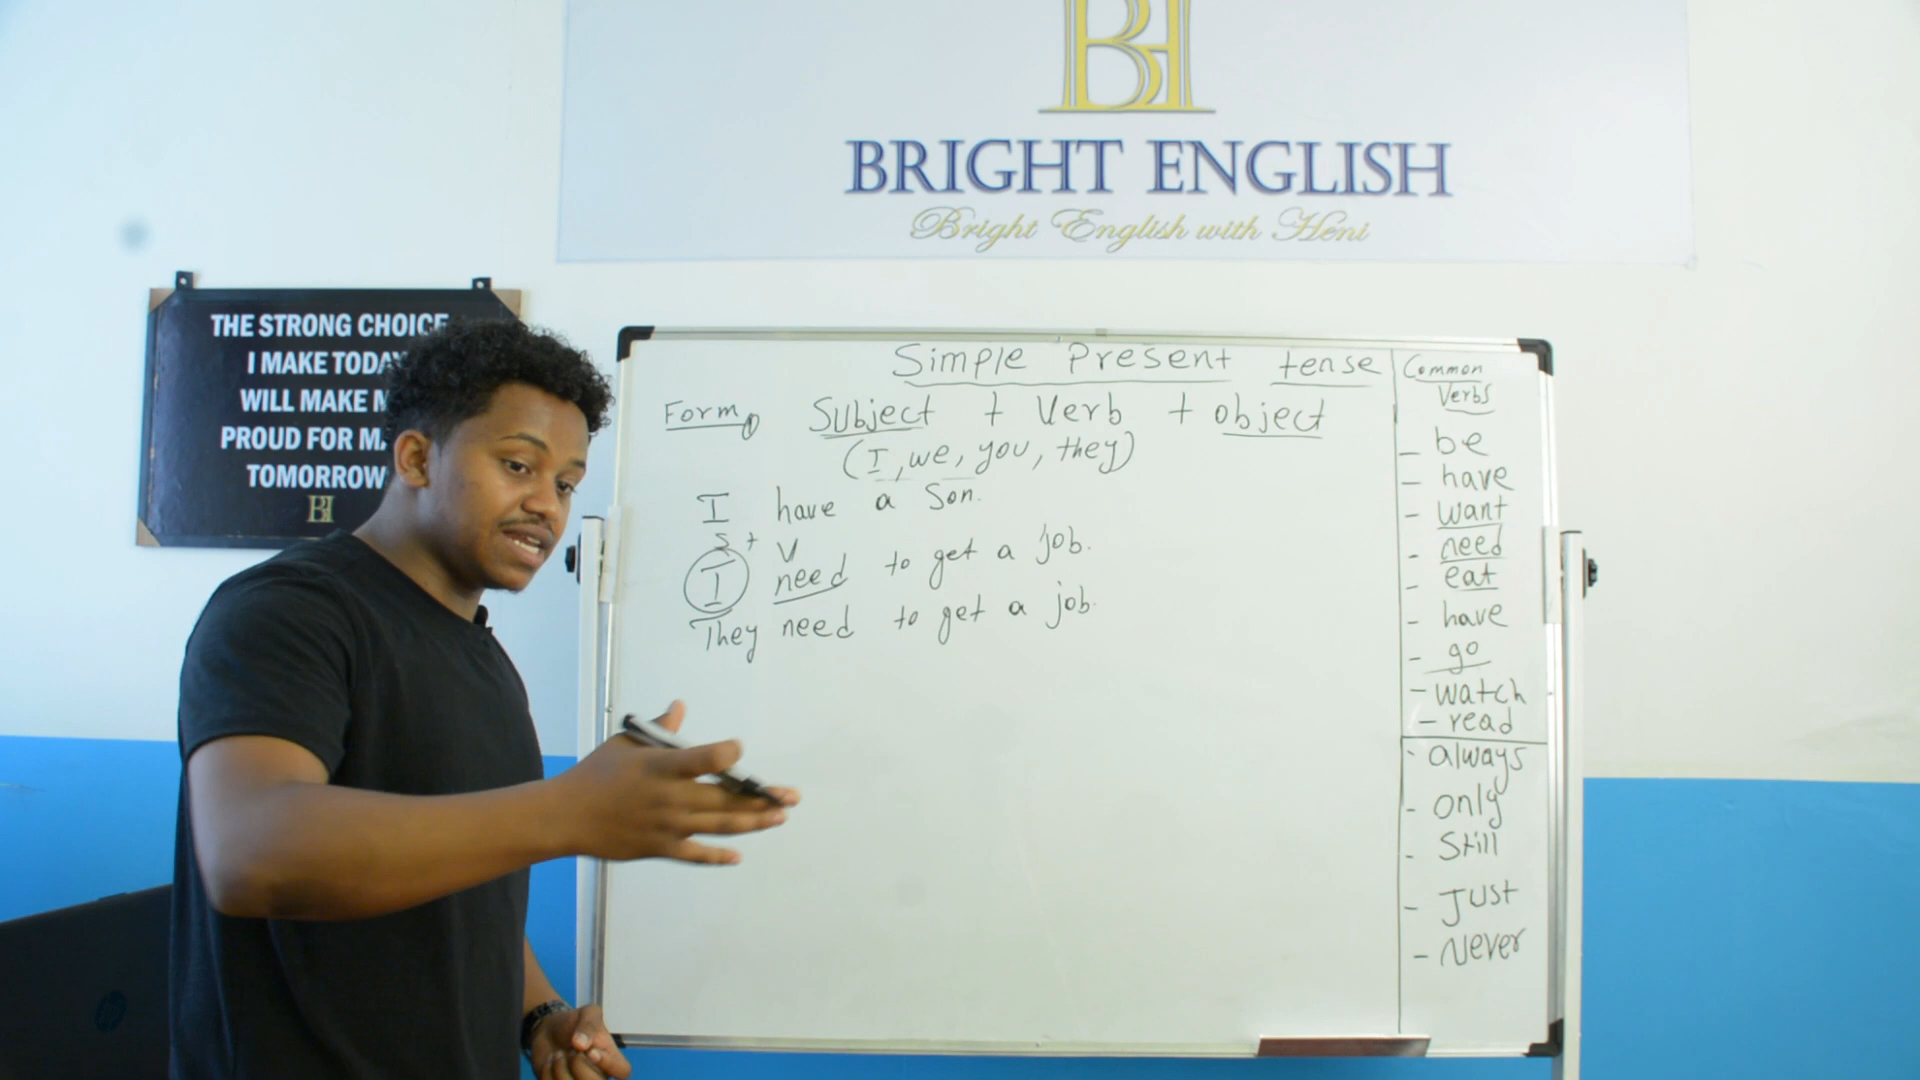 BH
BRIGHT ENGLISH
Bright English with Heni
THE STRONG CHOICE
I MAKE TODAY
WILL MAKE M
PROUD FOR M
TOMORROW
BH
Simple Present tense
Form 1 Subject + Verb + object
(I, we, you, they)
I have a Son.
S + V
I need to get a job.
They need to get a job.
Common
Verbs
- be
- have
- want
- need
- eat
- have
- go
- watch
- read
- always
- only
- Still
- Just
- Never